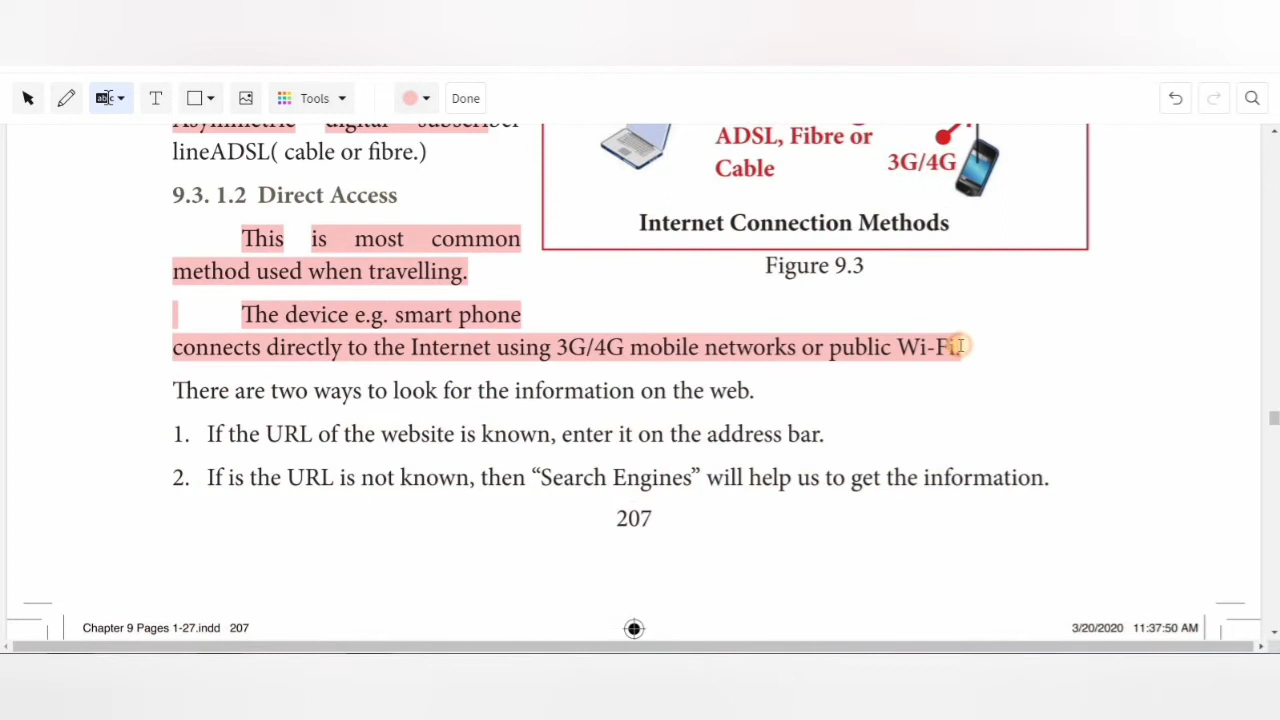 Tools
Done
Asymmetric digital subscriber
lineADSL( cable or fibre.)
9.3. 1.2 Direct Access
This is most common
method used when travelling.
The device e.g. smart phone
connects directly to the Internet using 3G/4G mobile networks or public Wi-Fi.
ADSL, Fibre or
Cable
3G/4G
Internet Connection Methods
Figure 9.3
There are two ways to look for the information on the web.
1. If the URL of the website is known, enter it on the address bar.
2. If is the URL is not known, then “Search Engines” will help us to get the information.
207
Chapter 9 Pages 1-27.indd 207
3/20/2020 11:37:50 AM